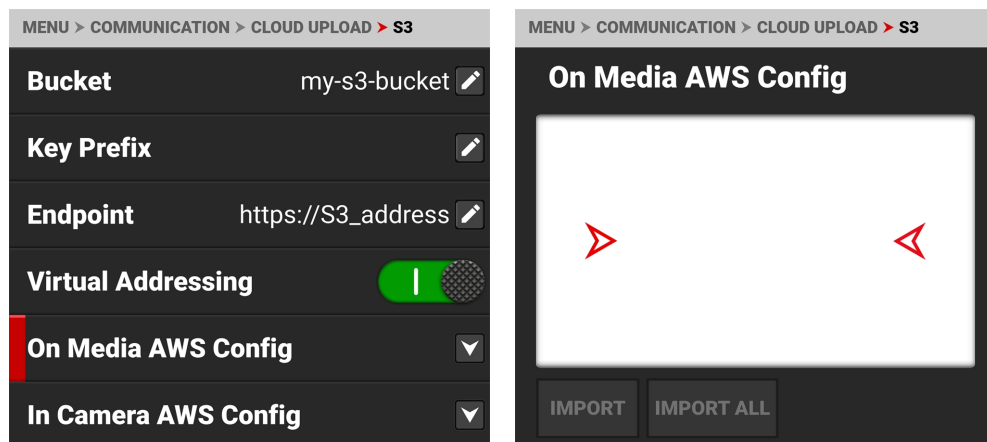 MENU > COMMUNICATION > CLOUD UPLOAD > S3
Bucket my-s3-bucket
Key Prefix
Endpoint https://S3_address
Virtual Addressing
On Media AWS Config
In Camera AWS Config
MENU > COMMUNICATION > CLOUD UPLOAD > S3
On Media AWS Config
IMPORT IMPORT ALL